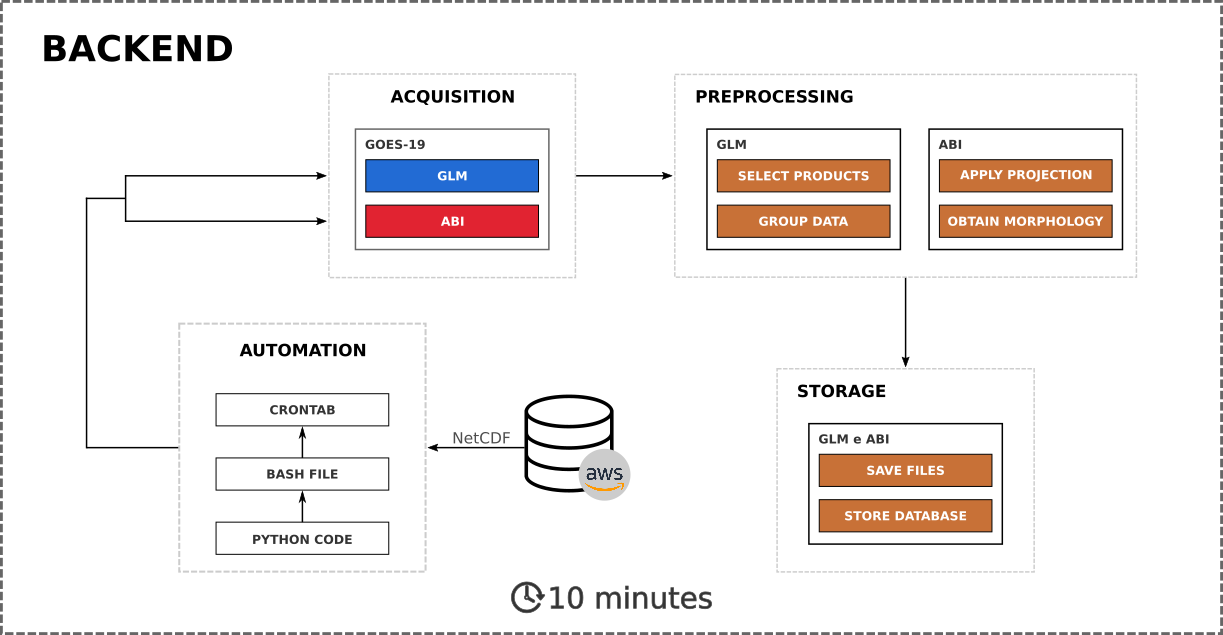 BACKEND
ACQUISITION
GOES-19
GLM
ABI
PREPROCESSING
GLM
SELECT PRODUCTS
GROUP DATA
ABI
APPLY PROJECTION
OBTAIN MORPHOLOGY
AUTOMATION
CRONTAB
BASH FILE
PYTHON CODE
NetCDF
aws
STORAGE
GLM e ABI
SAVE FILES
STORE DATABASE
10 minutes